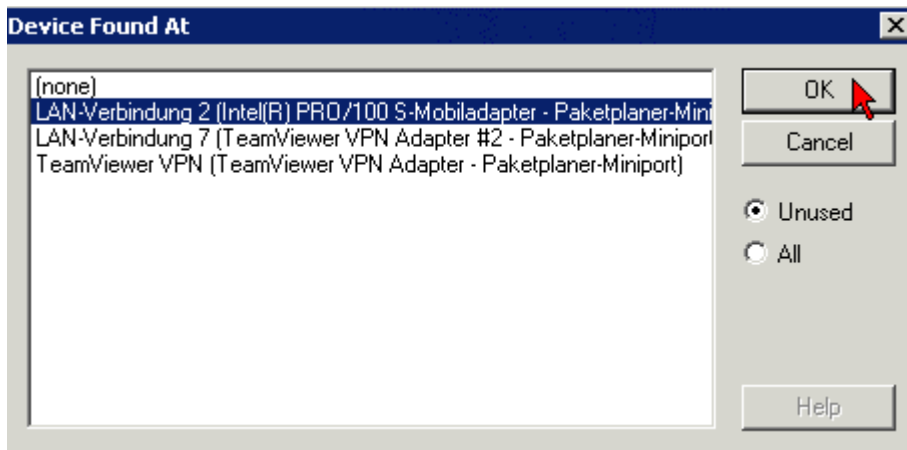 Device Found At
(none)
LAN-Verbindung 2 (Intel(R) PRO/100 S-Mobiladapter - Paketplaner-Mini
LAN-Verbindung 7 (TeamViewer VPN Adapter #2 - Paketplaner-Miniport
TeamViewer VPN (TeamViewer VPN Adapter - Paketplaner-Miniport)
OK
Cancel
Unused
All
Help